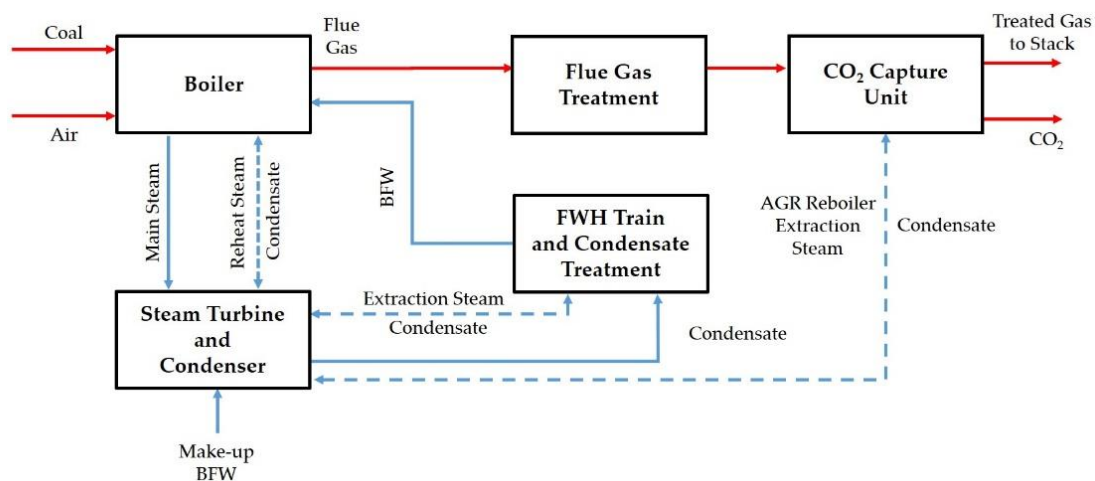 Coal
Air
Boiler
Flue
Gas
Flue Gas
Treatment
CO₂ Capture
Unit
Treated Gas
to Stack
CO₂
Main Steam
Reheat Steam
Condensate
BFW
FWH Train
and Condensate
Treatment
AGR Reboiler
Extraction
Steam
Condensate
Steam Turbine
and
Condenser
Extraction Steam
Condensate
Condensate
Make-up
BFW